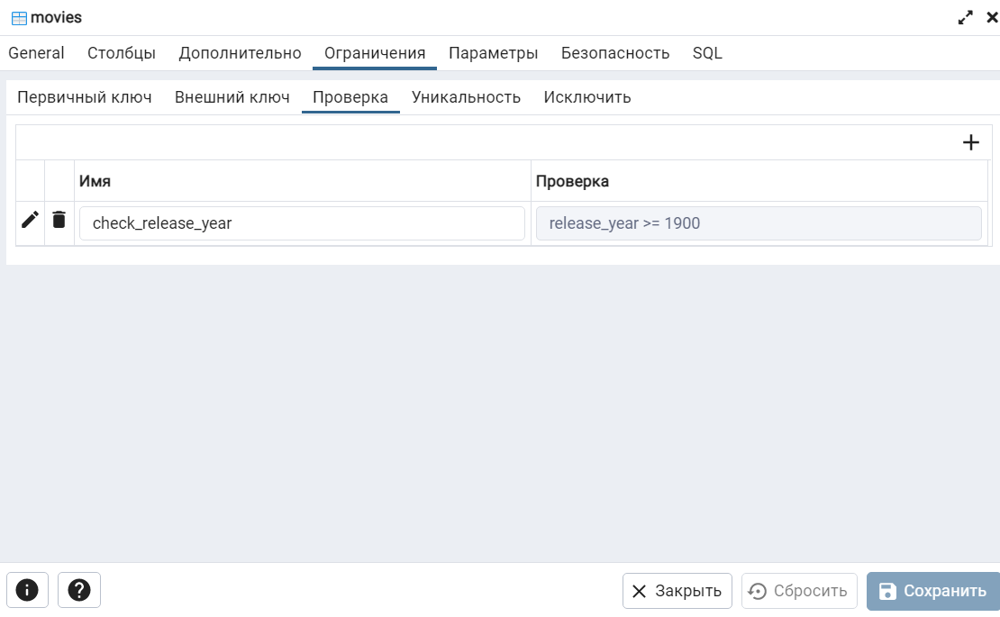 movies
General Столбцы Дополнительно Ограничения Параметры Безопасность SQL
Первичный ключ Внешний ключ Проверка Уникальность Исключить
Имя Проверка
check_release_year release_year >= 1900
Закрыть Сбросить Сохранить